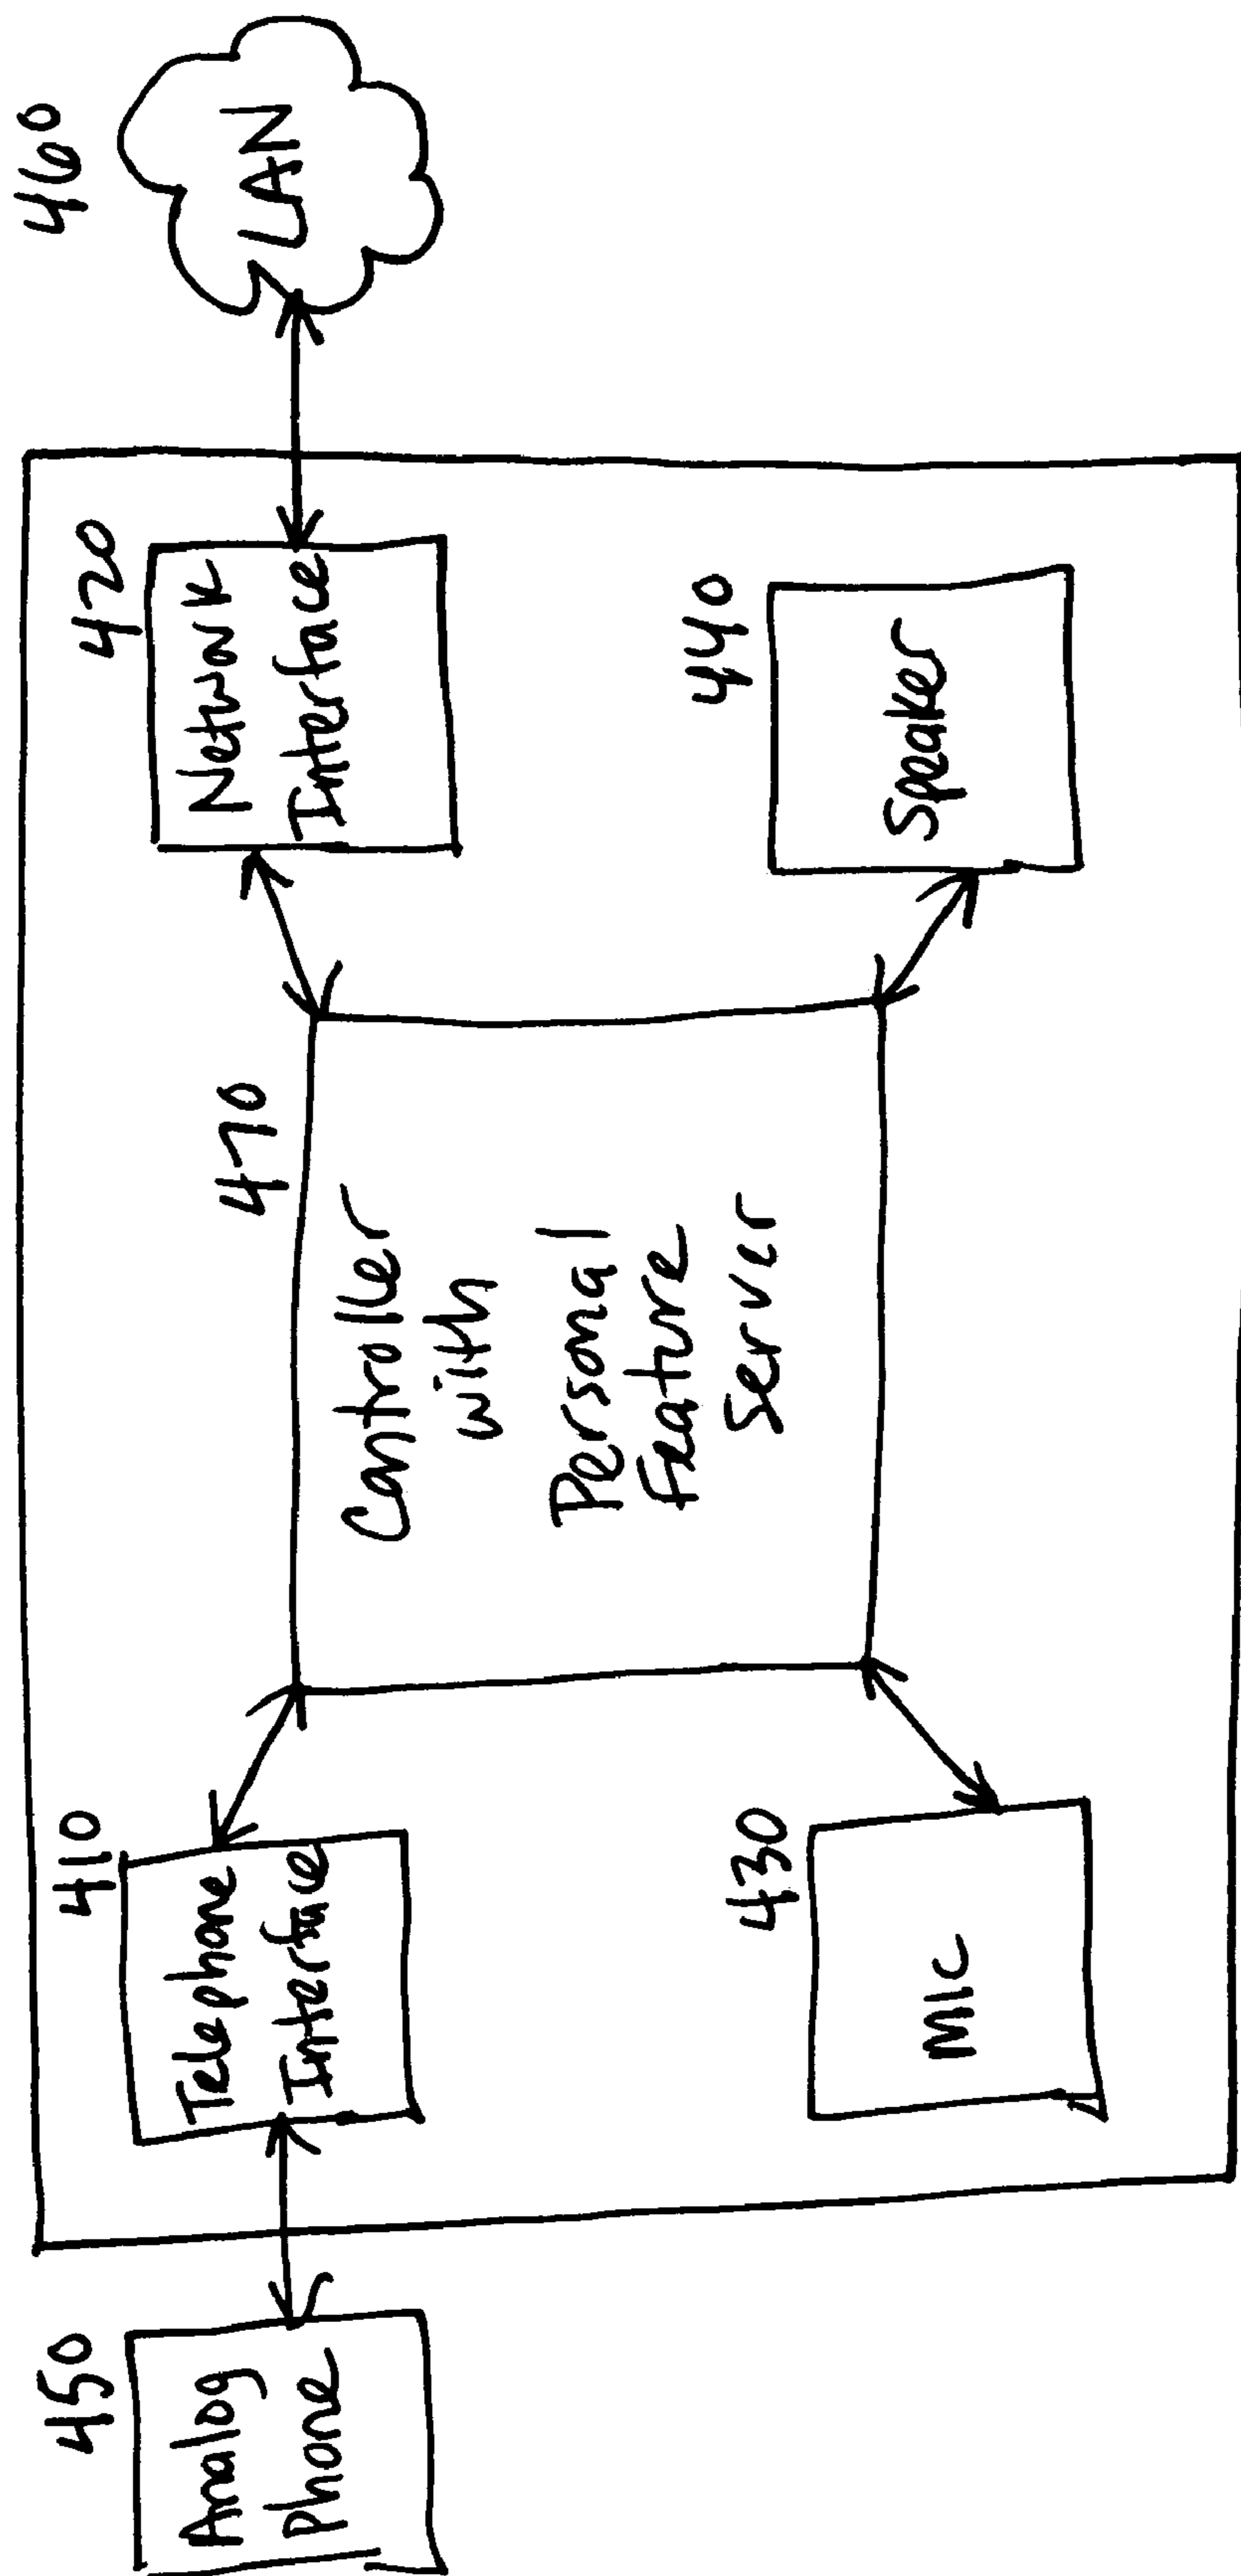 450
Analog
phone
410
Telephone
Interface
430
MIC
470
Controller
with
Personal
Feature
Server
420
Network
Interface
440
Speaker
460
LAN